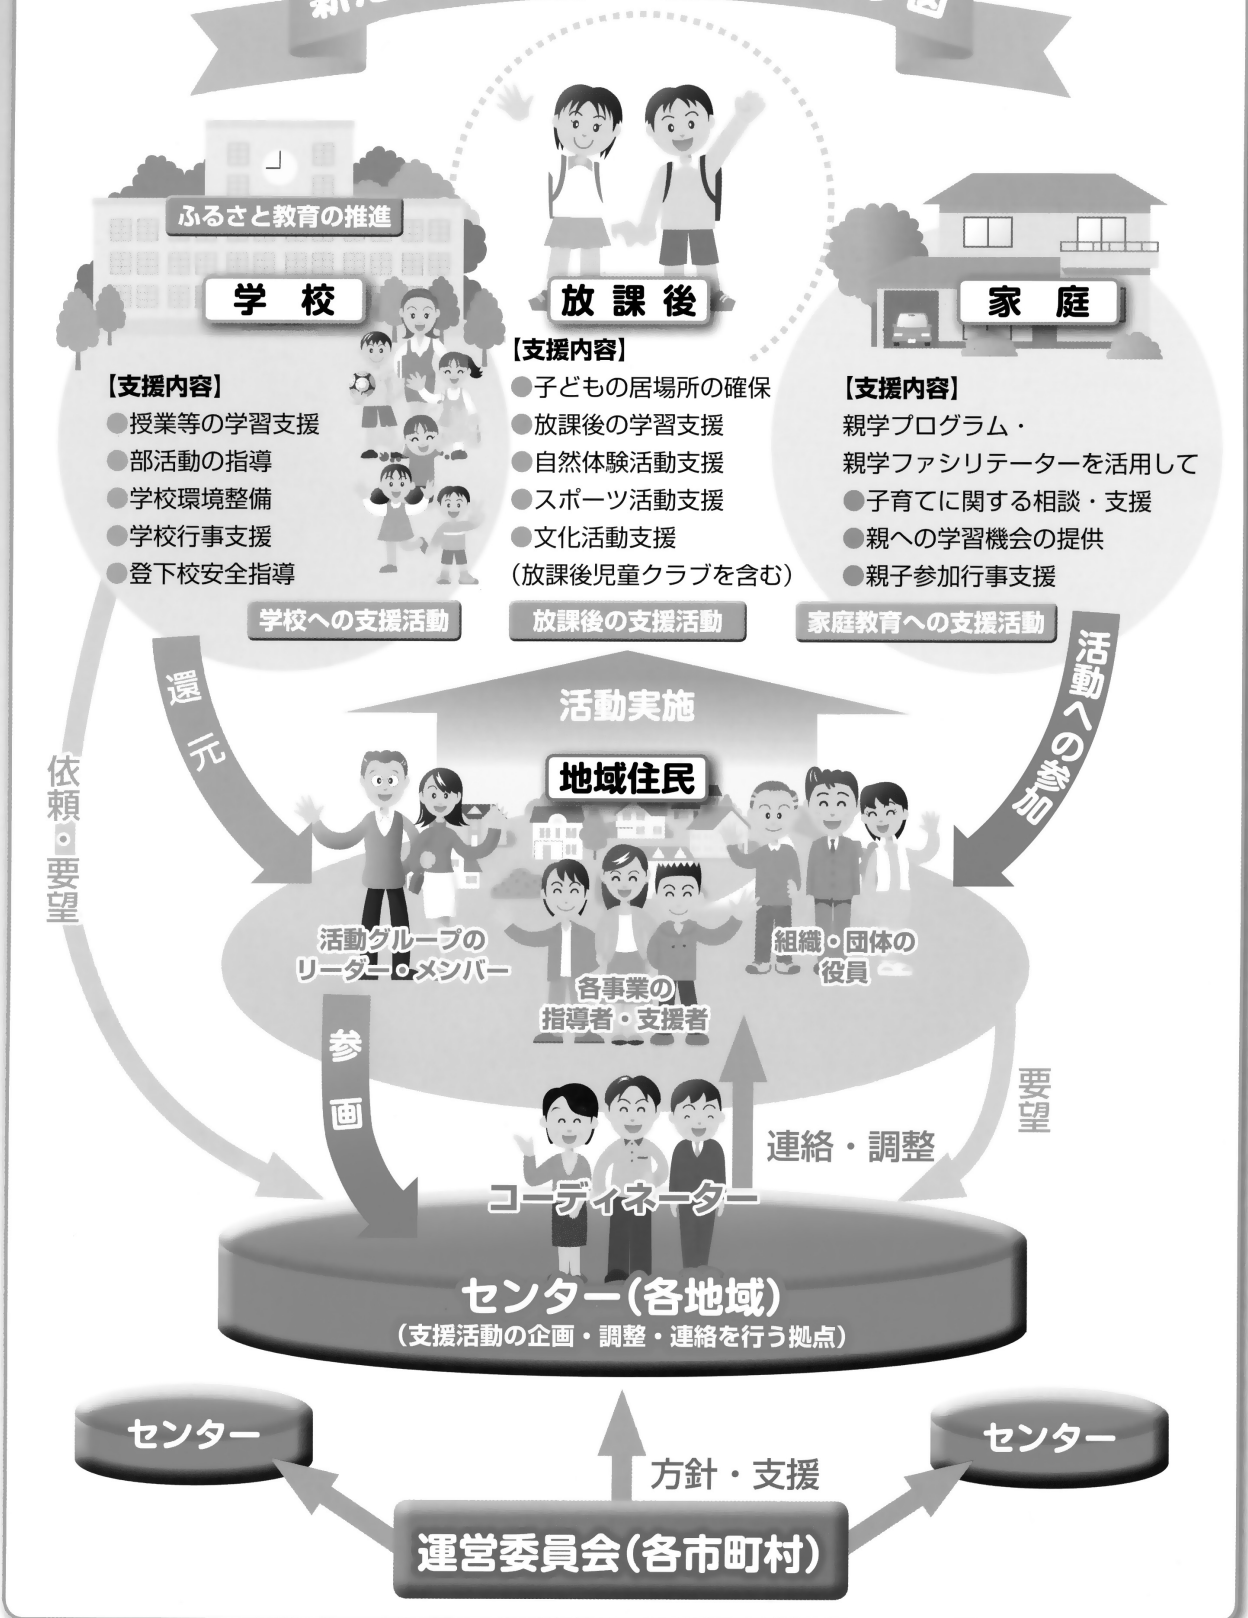 ふるさと教育の推進
学校
【支援内容】
●授業等の学習支援
●部活動の指導
●学校環境整備
●学校行事支援
●登下校安全指導
学校への支援活動
放課後
【支援内容】
●子どもの居場所の確保
●放課後の学習支援
●自然体験活動支援
●スポーツ活動支援
●文化活動支援
(放課後児童クラブを含む)
放課後の支援活動
家庭
【支援内容】
親学プログラム・
親学ファシリテーターを活用して
●子育てに関する相談・支援
●親への学習機会の提供
●親子参加行事支援
家庭教育への支援活動
還元
依頼・要望
活動実施
活動への参加
地域住民
活動グループの
リーダー・メンバー
各事業の
指導者・支援者
組織・団体の
役員
参画
要望
連絡・調整
コーディネーター
センター(各地域)
(支援活動の企画・調整・連絡を行う拠点)
センター
センター
方針・支援
運営委員会(各市町村)